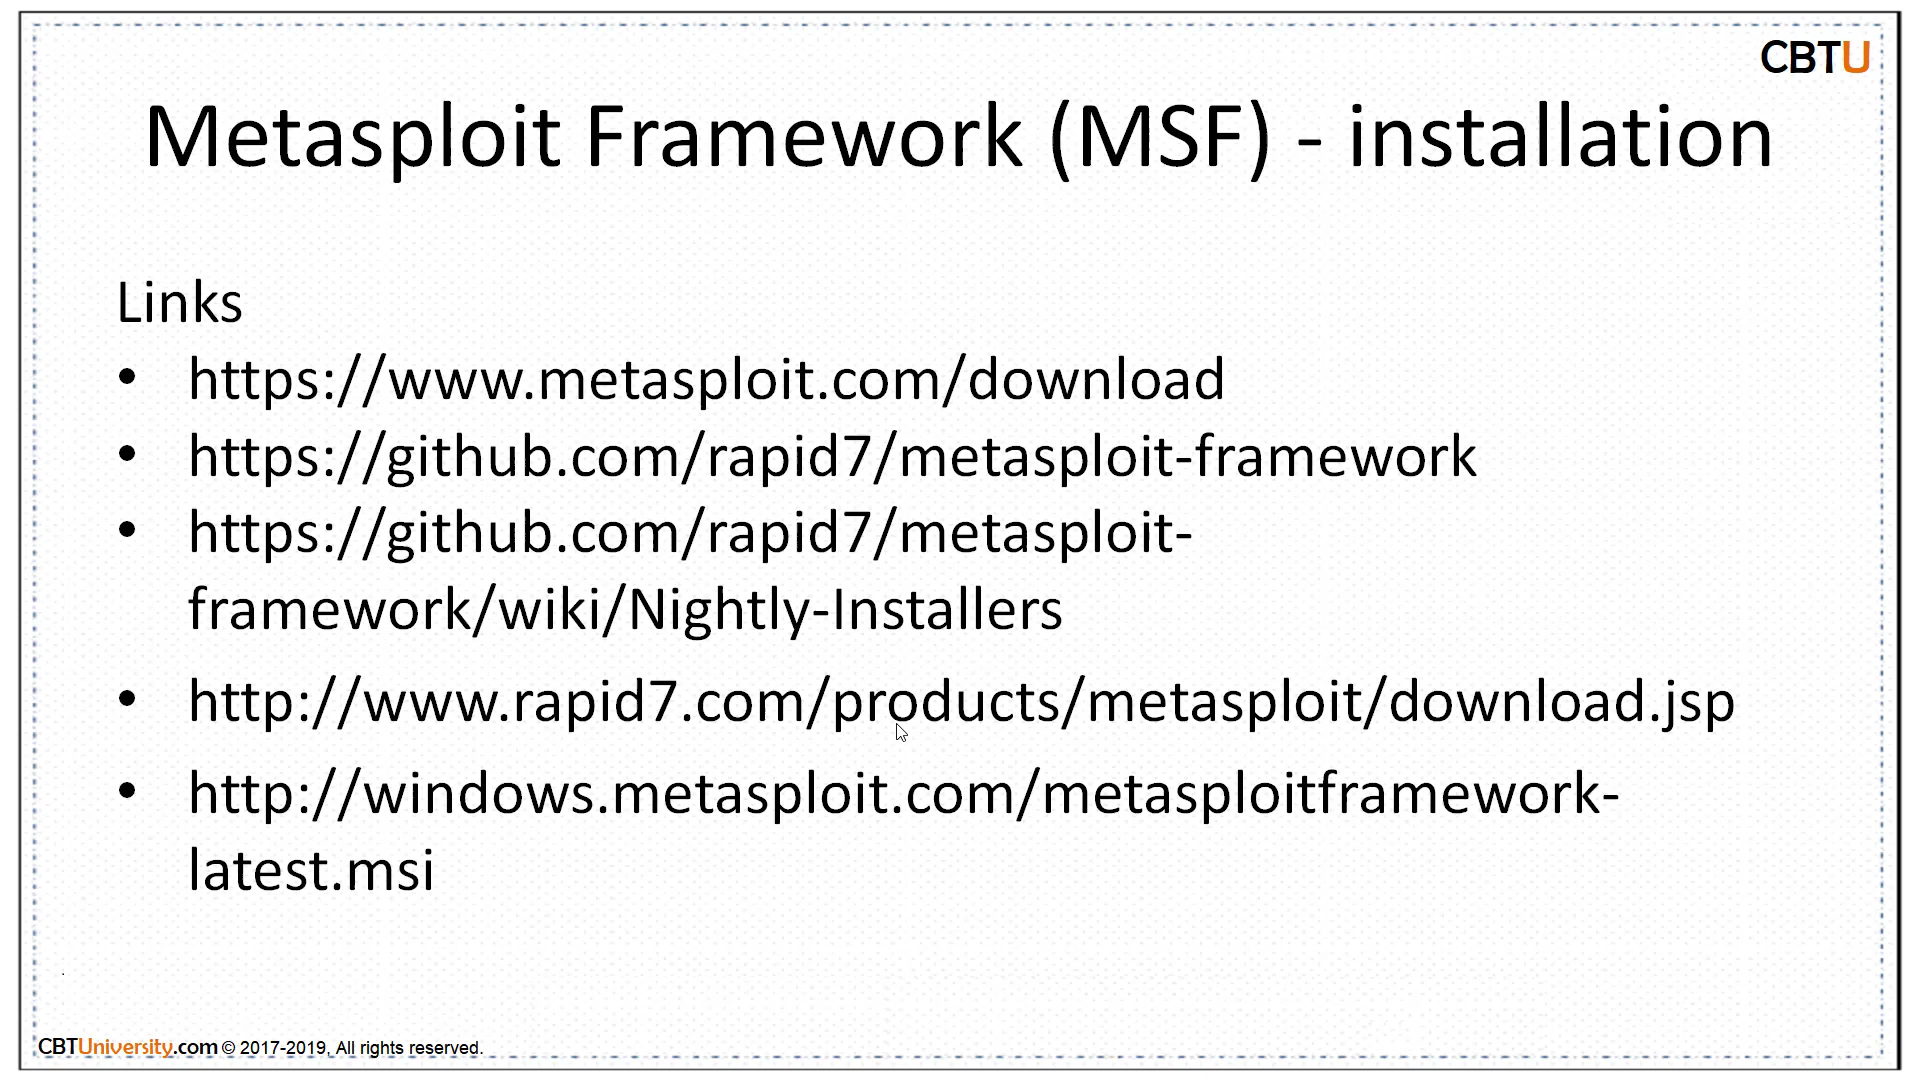 CBTU
Metasploit Framework (MSF) - installation
Links
• https://www.metasploit.com/download
• https://github.com/rapid7/metasploit-framework
• https://github.com/rapid7/metasploit-
framework/wiki/Nightly-Installers
• http://www.rapid7.com/products/metasploit/download.jsp
• http://windows.metasploit.com/metasploitframework-
latest.msi
.
CBTUniversity.com © 2017-2019, All rights reserved.